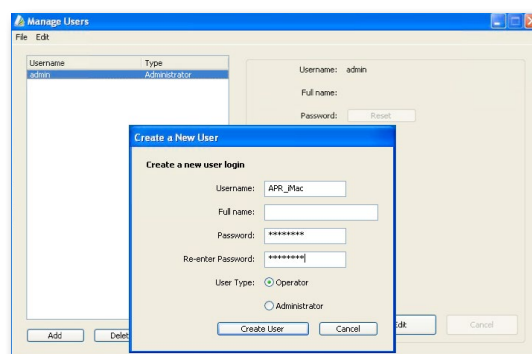 Manage Users
File Edit
Username Type
admin Administrator
Username: admin
Full name:
Password: Reset
Create a New User
Create a new user login
Username: APR_iMac
Full name:
Password: ********
Re-enter Password: ********
User Type: Operator
Administrator
Create User Cancel
Add Delet
Edit Cancel